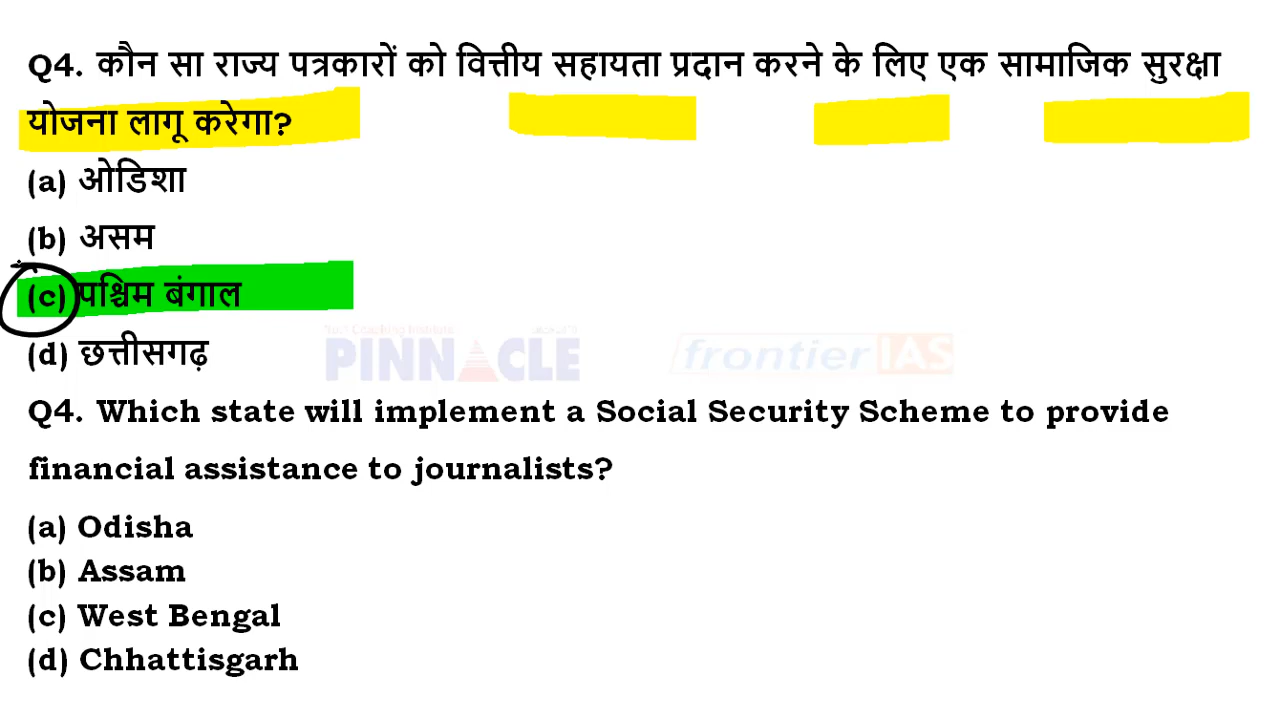 Q4. कौन सा राज्य पत्रकारों को वित्तीय सहायता प्रदान करने के लिए एक सामाजिक सुरक्षा
योजना लागू करेगा?
(a) ओडिशा
(b) असम
(c) पश्चिम बंगाल
(d) छत्तीसगढ़
PINNACLE frontier IAS
Q4. Which state will implement a Social Security Scheme to provide
financial assistance to journalists?
(a) Odisha
(b) Assam
(c) West Bengal
(d) Chhattisgarh